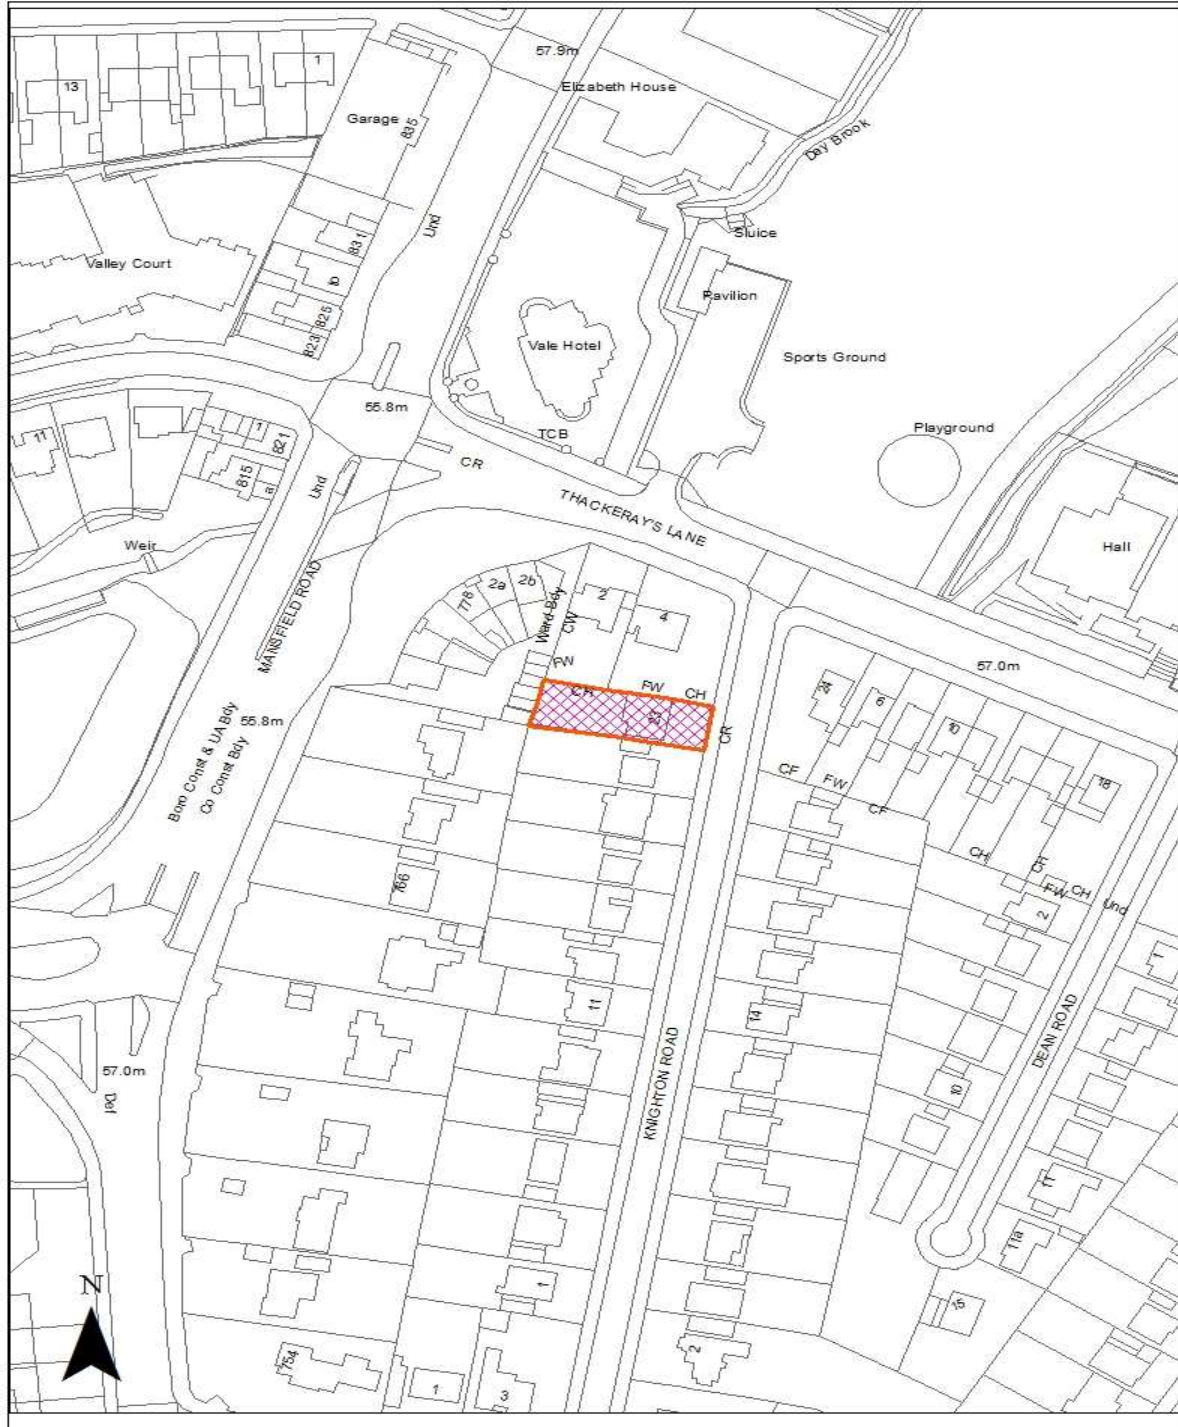 57.9m
Elizabeth House
1
13
Garage
835
Day Brook
Und
Sluice
831
Valley Court
Pavilion
825
823
Vale Hotel
Sports Ground
55.8m
TCB
Playground
1
821
11
815
a
Und
CR
THACKERAY'S LANE
Hall
Weir
MANSFIELD ROAD
778
2a
2b
Ward Bdy
CW
2
4
FW
CH
FW
CH
57.0m
24
6
10
18
23
CR
55.8m
Boro Const & UA Bdy
Co Const Bdy
CF
FW
CF
CH
CH
FW
CH
Und
766
2
1
11
14
KNIGHTON ROAD
DEAN ROAD
57.0m
Def
10
11
11a
1
15
N
754
1
3
2